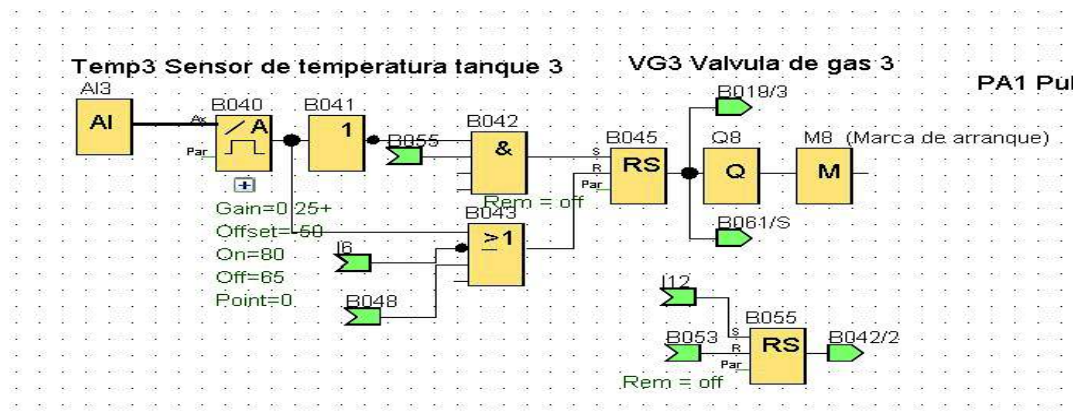 Temp3 Sensor de temperatura tanque 3
VG3 Valvula de gas 3
PA1 Pul
AI3
AI
B040
Ax
A
Par
B041
1
B055
B042
&
Rem = off
B043
≥1
Gain=0.25+
Offset=-50
On=80
Off=65
Point=0
I6
B048
B045
S
R
Par
RS
B019/3
Q8
Q
M8 (Marca de arranque)
M
B061/S
I12
B053
B055
S
R
Par
RS
B042/2
Rem = off